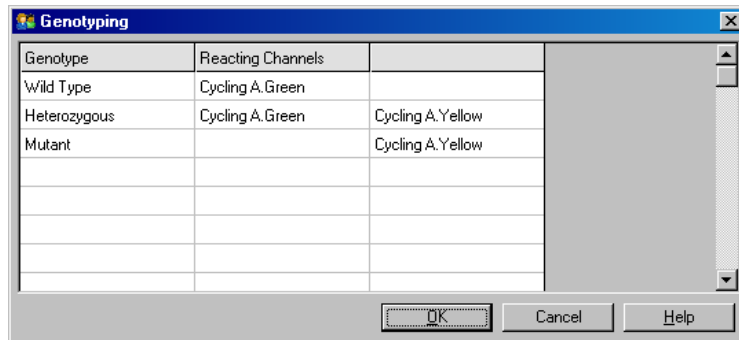 Genotyping
Genotype Reacting Channels
Wild Type Cycling A.Green
Heterozygous Cycling A.Green Cycling A.Yellow
Mutant Cycling A.Yellow
OK Cancel Help